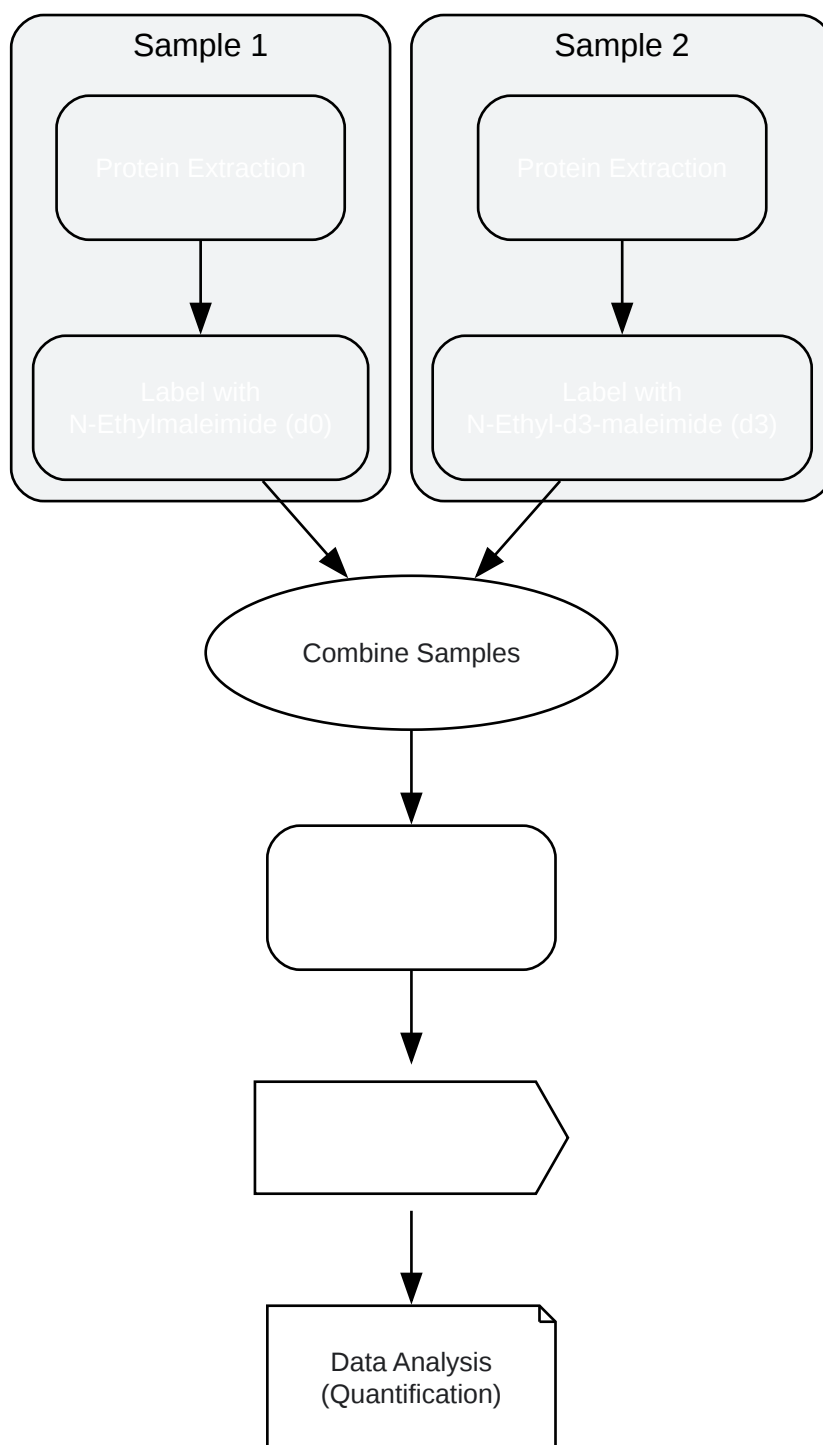 Sample 1
Sample 2
Protein Extraction
Protein Extraction
Label with
N-Ethylmaleimide (d0)
Label with
N-Ethyl-d3-maleimide (d3)
Combine Samples
Data Analysis
(Quantification)